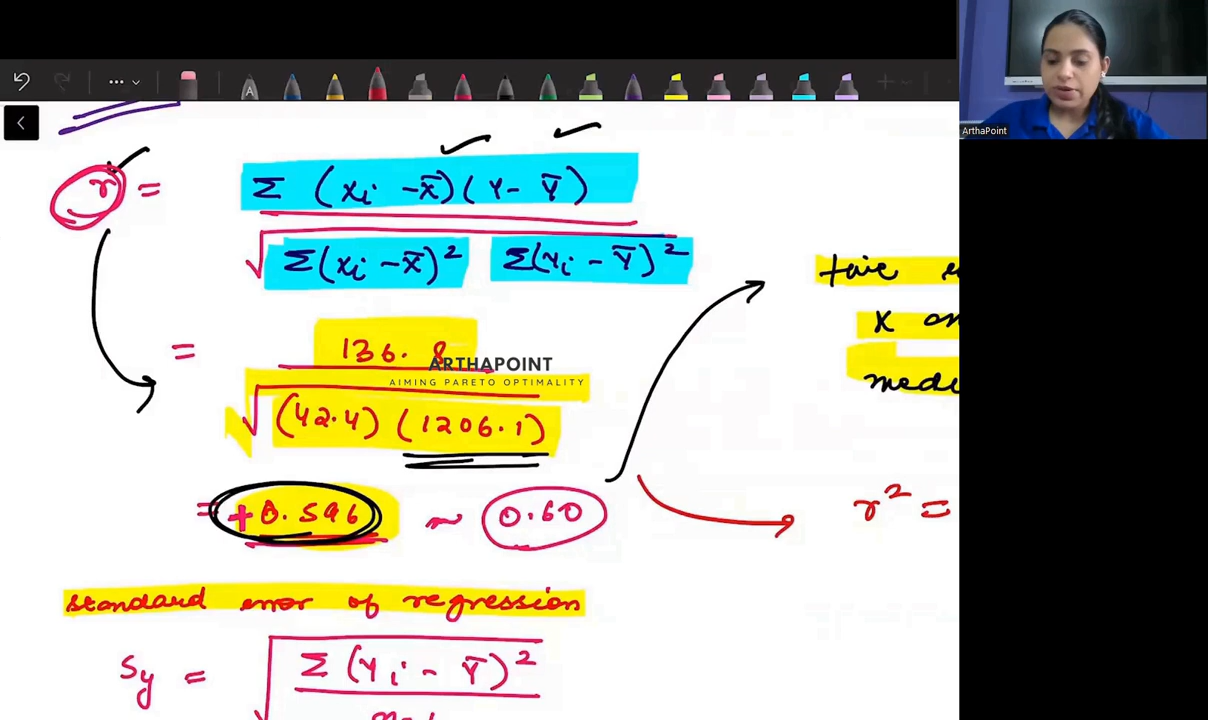 ArthaPoint
r = Σ (xi - x̄)(Y - Ȳ)
√ Σ(xi - x̄)² Σ(Yi - Ȳ)²
fair
x
= 136.8
ARTHAPOINT
AIMING PARETO OPTIMALITY
√ (42.4) (1206.1)
= +0.596 ~ 0.60
r² =
standard error of regression
Sy = √ Σ (Yi - Ȳ)²